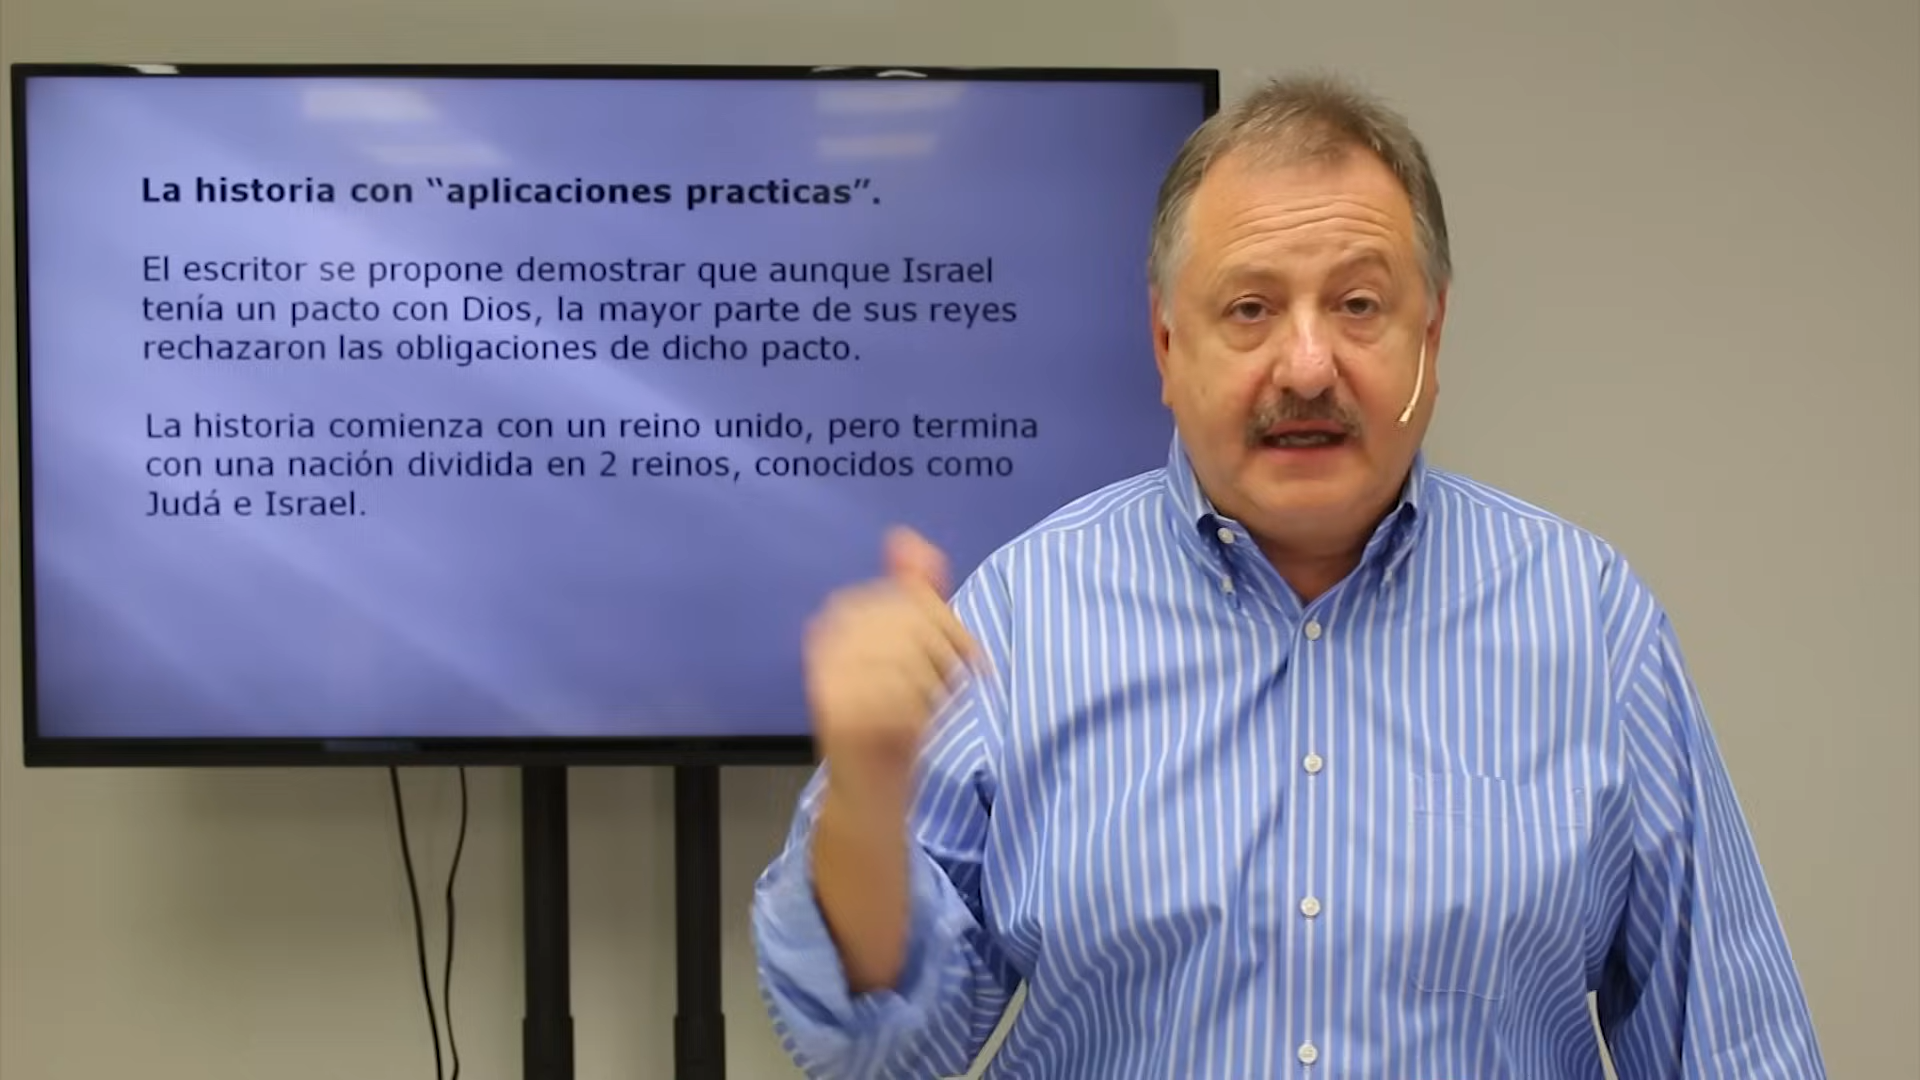 La historia con “aplicaciones practicas”.
El escritor se propone demostrar que aunque Israel
tenía un pacto con Dios, la mayor parte de sus reyes
rechazaron las obligaciones de dicho pacto.
La historia comienza con un reino unido, pero termina
con una nación dividida en 2 reinos, conocidos como
Judá e Israel.